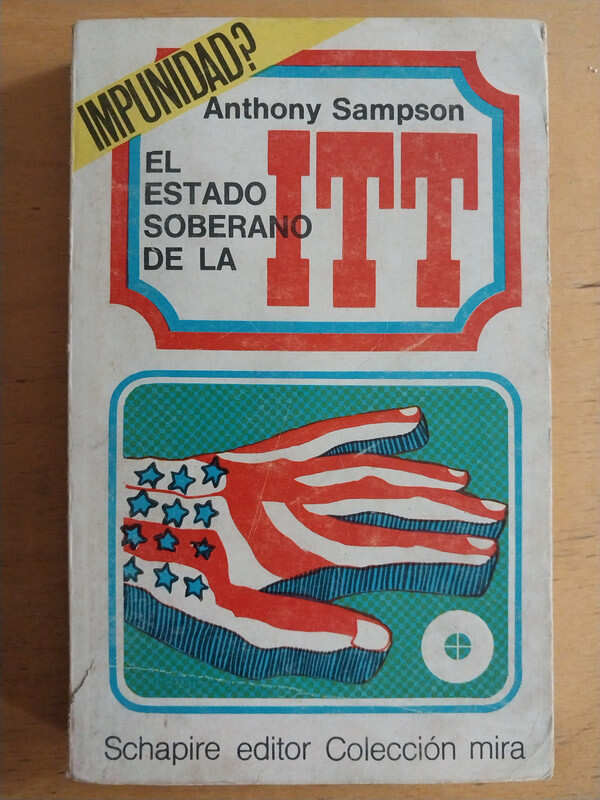 IMPUNIDAD?
Anthony Sampson
EL
ESTADO
SOBERANO
DE LA
ITT
Schapire editor Colección mira